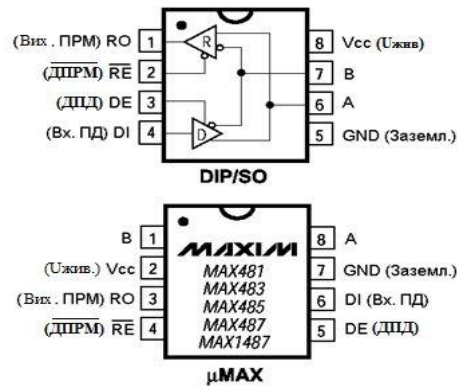 (Вих. ПРМ) RO 1
8 Vcc (Uжив)
(ДПРМ) RE 2
7 B
(ДПД) DE 3
6 A
(Вх. ПД) DI 4
5 GND (Заземл.)
R
D
DIP/SO
B 1
8 A
(Uжив.) Vcc 2
7 GND (Заземл.)
(Вих. ПРМ) RO 3
6 DI (Вх. ПД)
(ДПРМ) RE 4
5 DE (ДПД)
MAXIM
MAX481
MAX483
MAX485
MAX487
MAX1487
μMAX